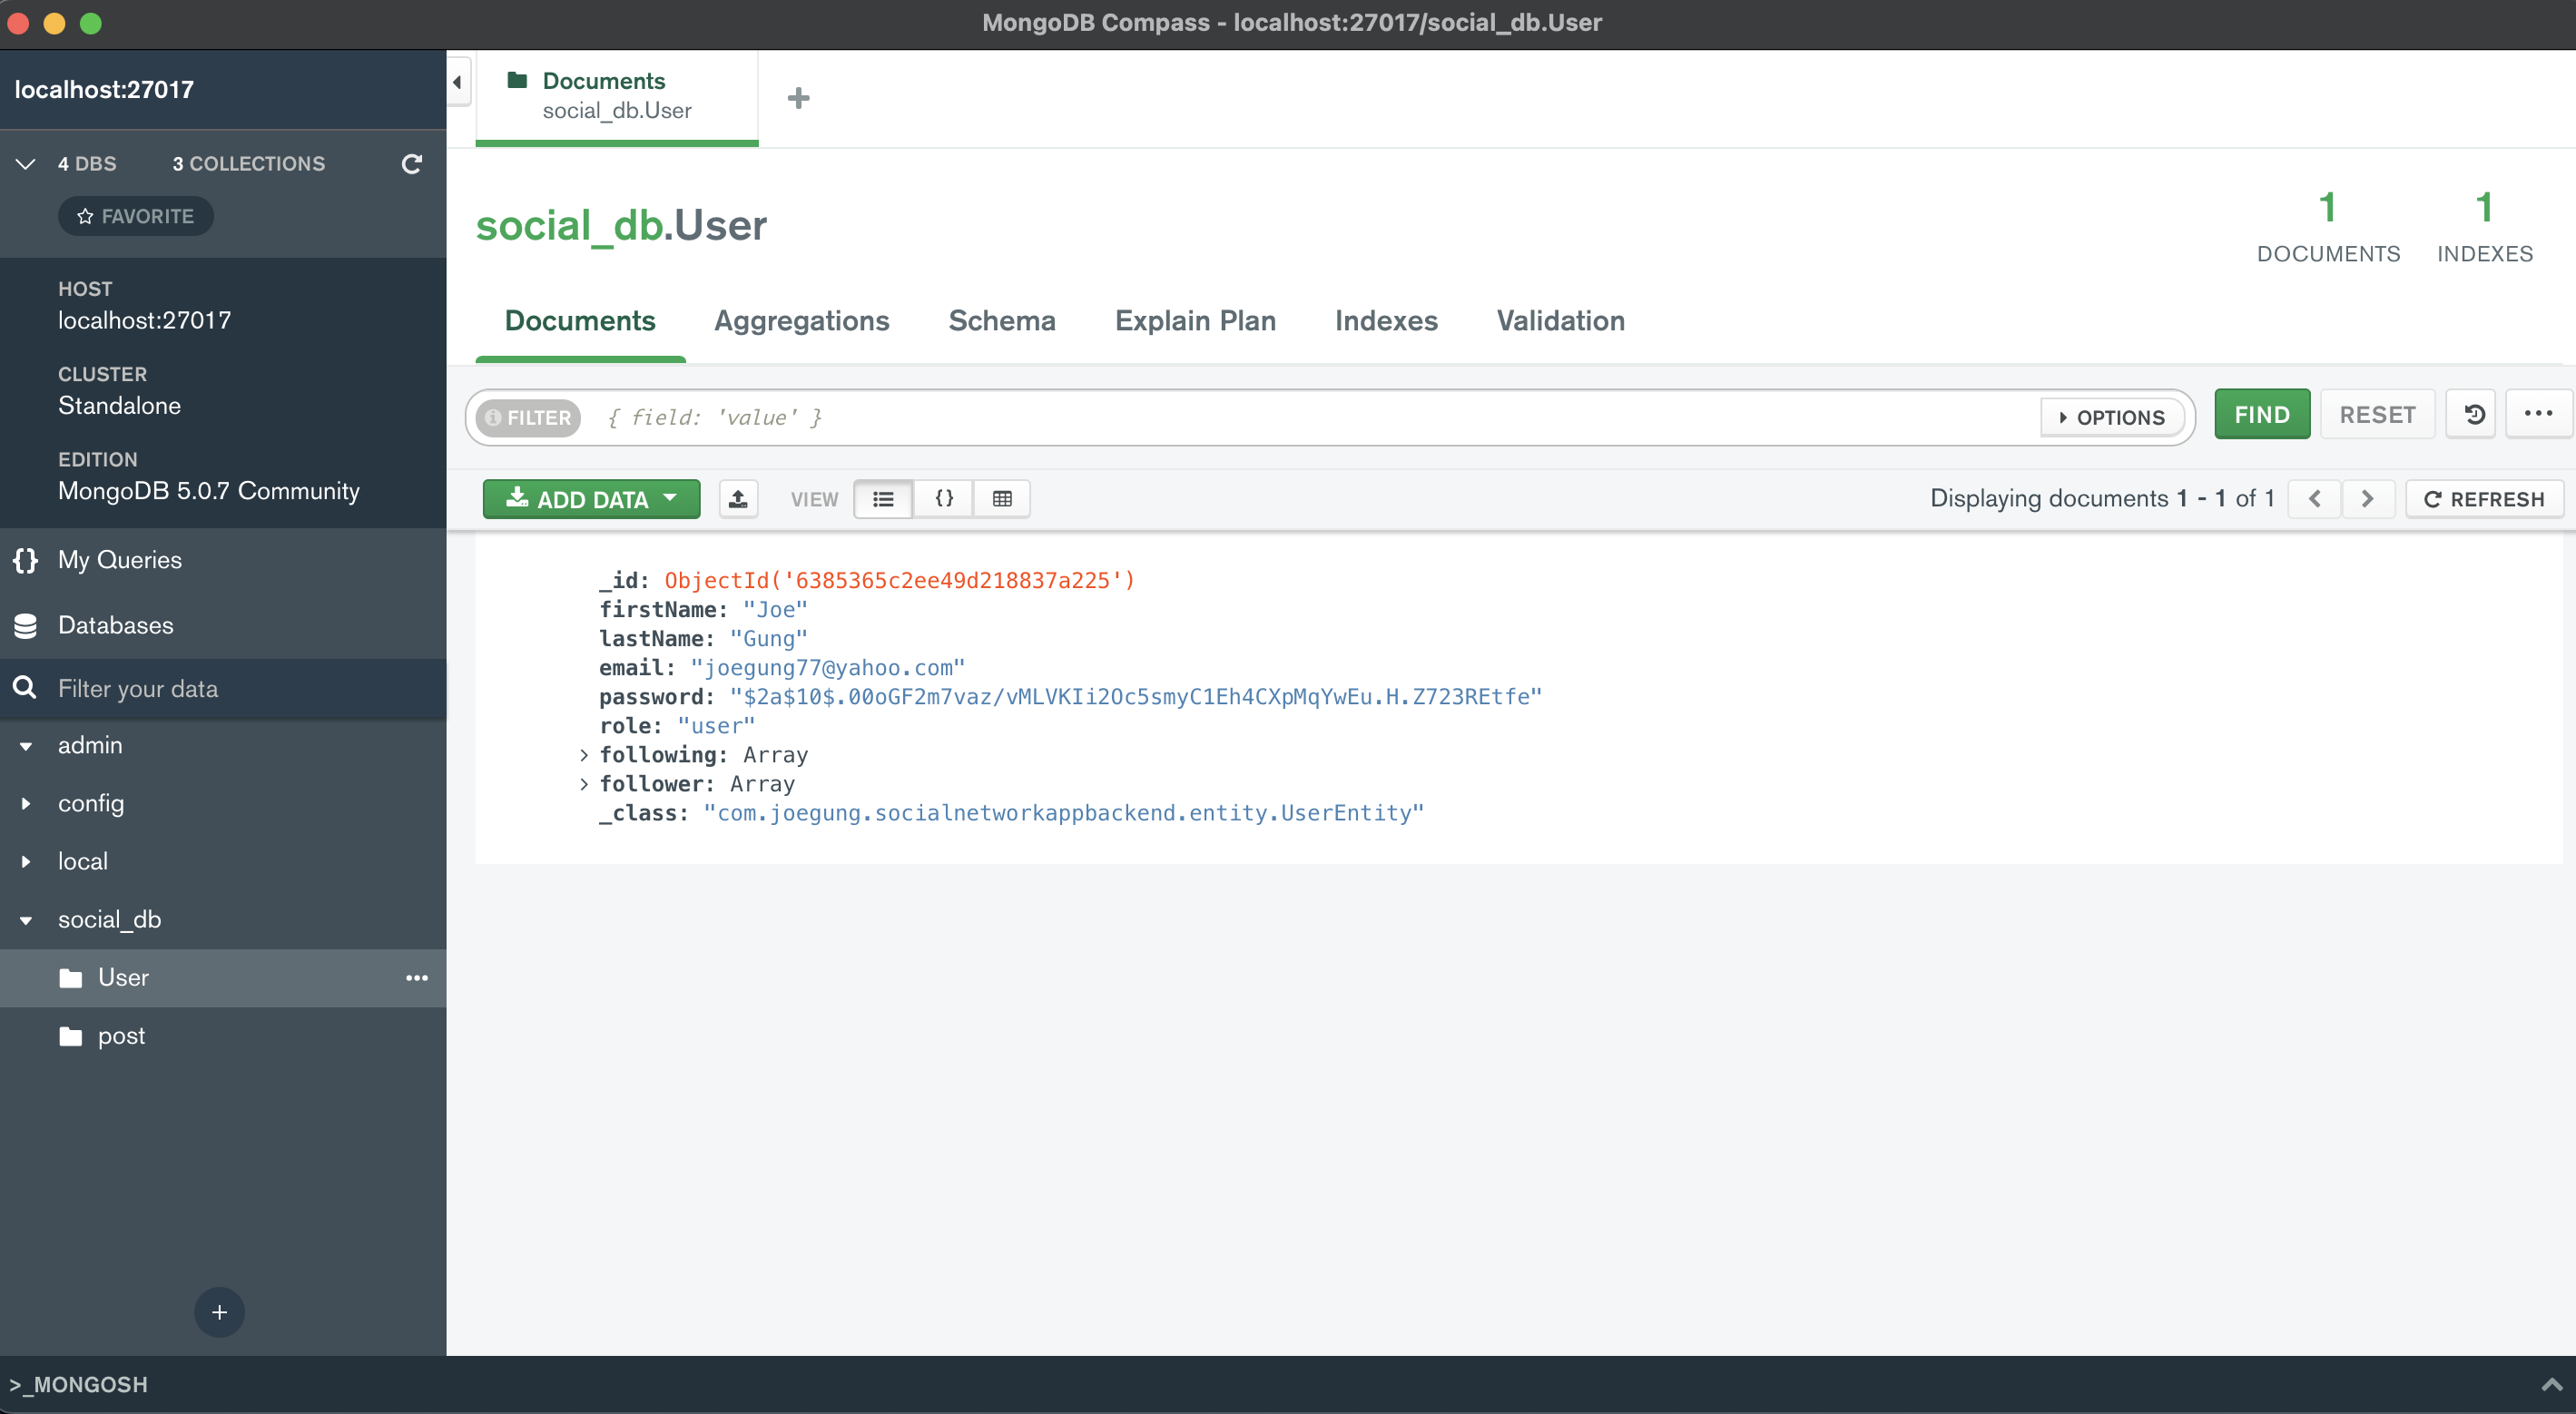 MongoDB Compass - localhost:27017/social_db.User
localhost:27017
4 DBS 3 COLLECTIONS
FAVORITE
HOST
localhost:27017
CLUSTER
Standalone
EDITION
MongoDB 5.0.7 Community
{} My Queries
Databases
Filter your data
admin
config
local
social_db
User •••
post
+
Documents
social_db.User
+
social_db.User
1
DOCUMENTS
1
INDEXES
Documents Aggregations Schema Explain Plan Indexes Validation
FILTER { field: 'value' } OPTIONS FIND RESET •••
ADD DATA VIEW {} Displaying documents 1 - 1 of 1 < > REFRESH
_id: ObjectId('6385365c2ee49d218837a225')
firstName: "Joe"
lastName: "Gung"
email: "joegung77@yahoo.com"
password: "$2a$10$.00oGF2m7vaz/vMLVKIi2Oc5smyC1Eh4CXpMqYwEu.H.Z723REtfe"
role: "user"
> following: Array
> follower: Array
_class: "com.joegung.socialnetworkappbackend.entity.UserEntity"
>_MONGOSH